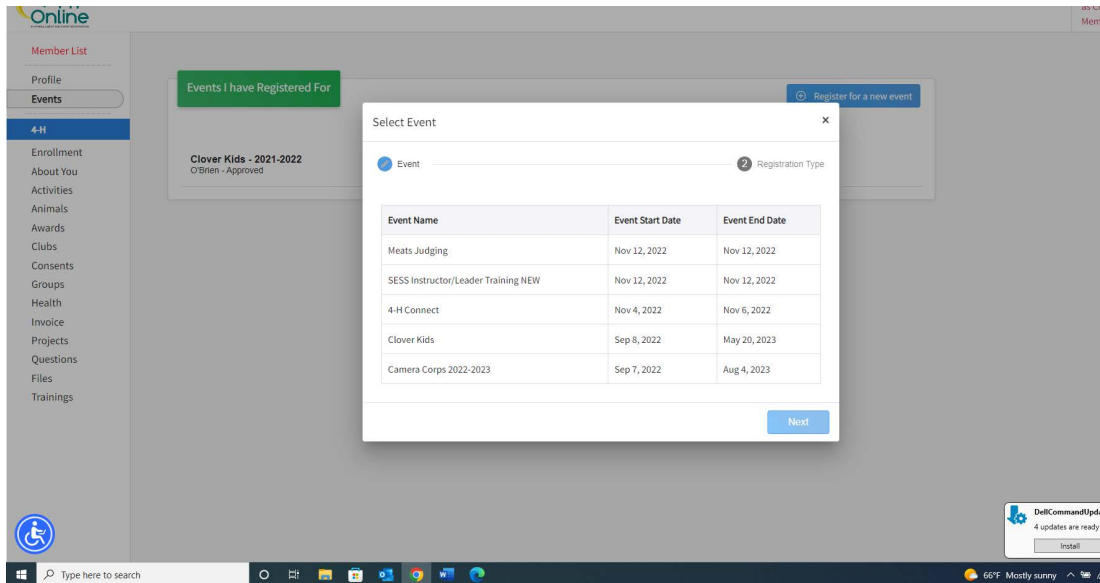 Online
as C
Mem
Member List
Profile
Events
4-H
Enrollment
About You
Activities
Animals
Awards
Clubs
Consents
Groups
Health
Invoice
Projects
Questions
Files
Trainings
Events I have Registered For
Register for a new event
Clover Kids - 2021-2022
O'Brien - Approved
Select Event ×
Event 2 Registration Type
Event Name Event Start Date Event End Date
Meats Judging Nov 12, 2022 Nov 12, 2022
SESS Instructor/Leader Training NEW Nov 12, 2022 Nov 12, 2022
4-H Connect Nov 4, 2022 Nov 6, 2022
Clover Kids Sep 8, 2022 May 20, 2023
Camera Corps 2022-2023 Sep 7, 2022 Aug 4, 2023
Next
DellCommandUpda
4 updates are ready
Install
Type here to search
66°F Mostly sunny